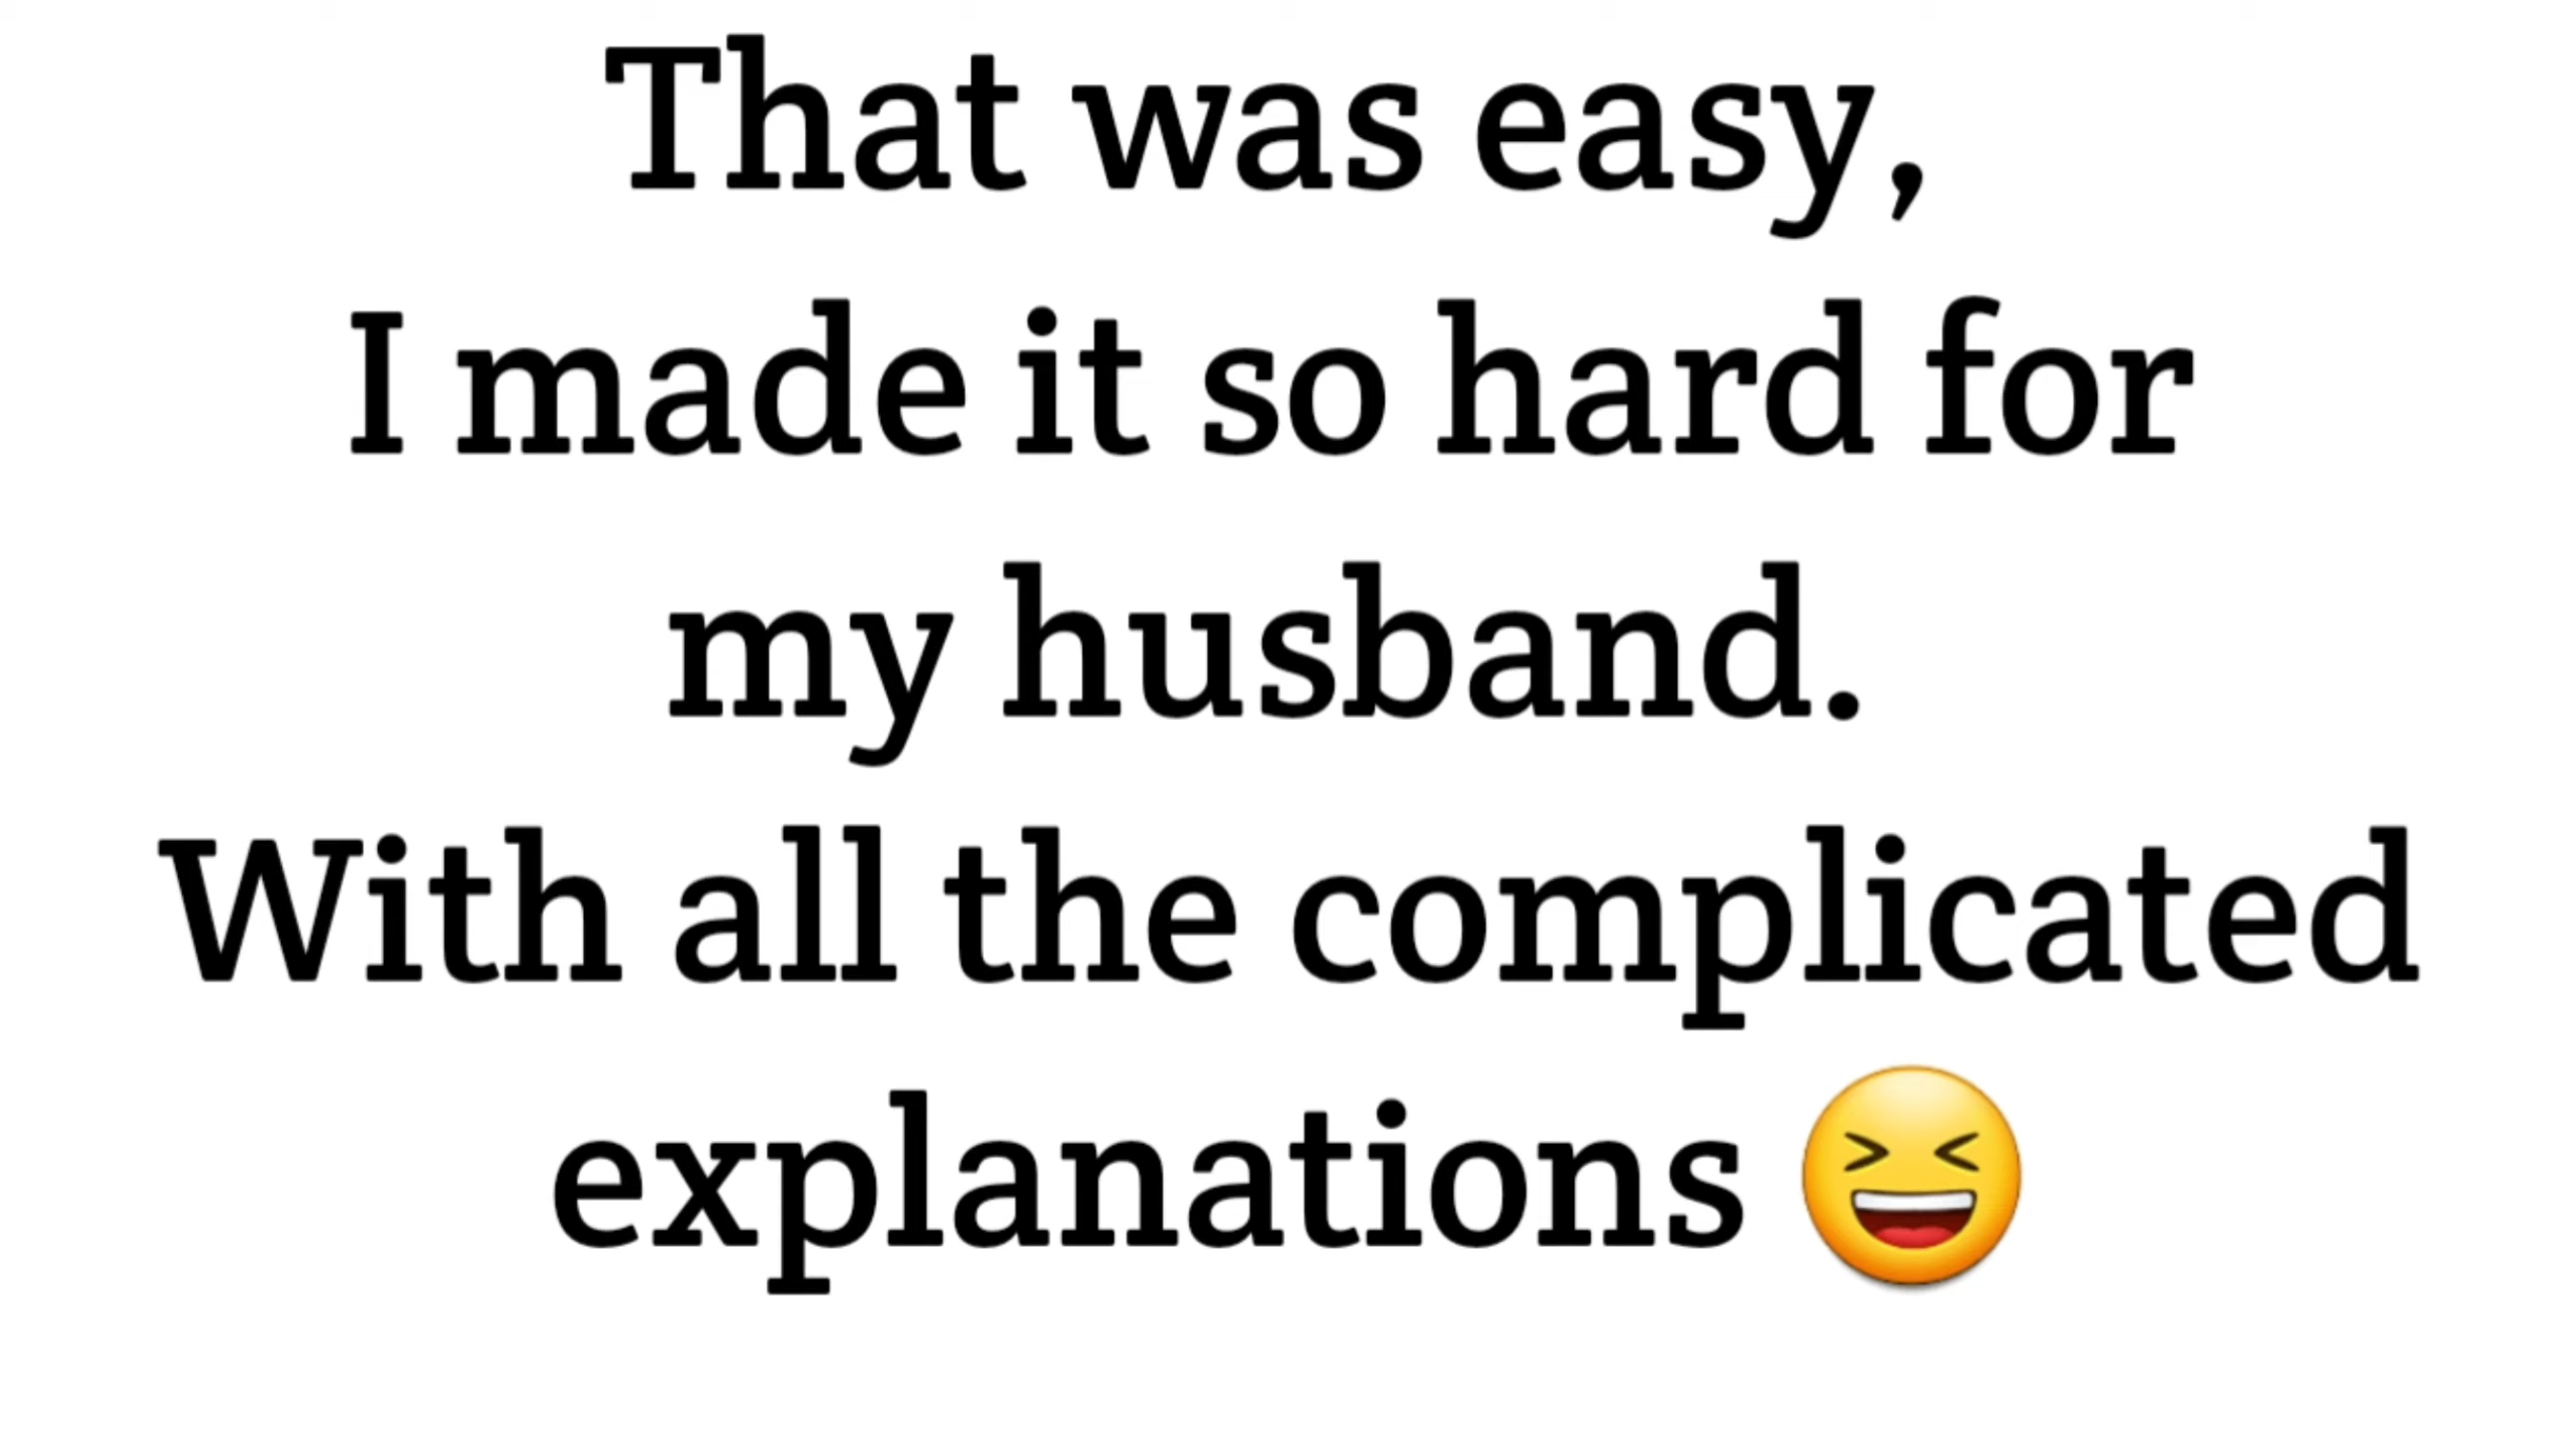 That was easy,
I made it so hard for
my husband.
With all the complicated
explanations 😆